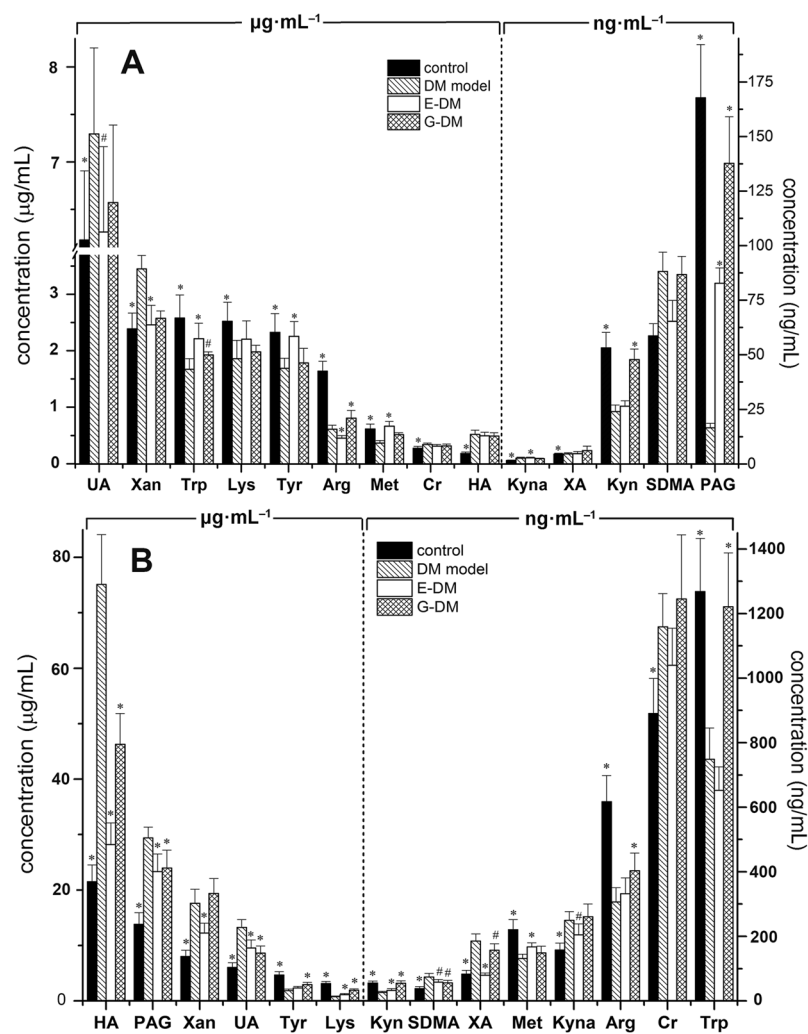 μg·mL⁻¹ ng·mL⁻¹
A
control
DM model
E-DM
G-DM
concentration (μg/mL)
8
7
3
2
1
0
* # * * * * # * * * * * * * * * * * * * * * * * *
175
150
125
100
75
50
25
0
concentration (ng/mL)
UA Xan Trp Lys Tyr Arg Met Cr HA Kyna XA Kyn SDMA PAG
μg·mL⁻¹ ng·mL⁻¹
B
control
DM model
E-DM
G-DM
concentration (μg/mL)
80
60
40
20
0
1400
1200
1000
800
600
400
200
0
concentration (ng/mL)
HA PAG Xan UA Tyr Lys Kyn SDMA XA Met Kyna Arg Cr Trp